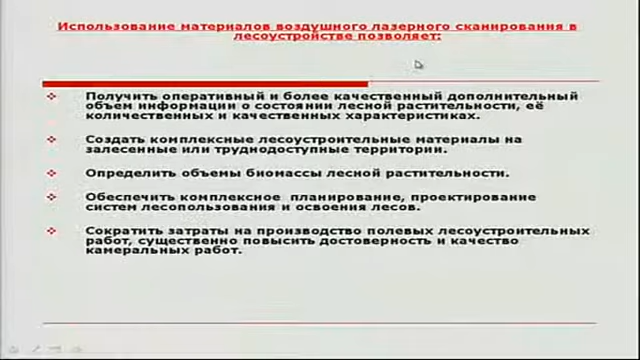 Использование материалов воздушного лазерного сканирования в
лесоустройстве позволяет:
Получить оперативный и более качественный дополнительный
объем информации о состоянии лесной растительности, её
количественных и качественных характеристиках.
Создать комплексные лесоустроительные материалы на
залесенные или труднодоступные территории.
Определить объемы биомассы лесной растительности.
Обеспечить комплексное планирование, проектирование
систем лесопользования и освоения лесов.
Сократить затраты на производство полевых лесоустроительных
работ, существенно повысить достоверность и качество
камеральных работ.